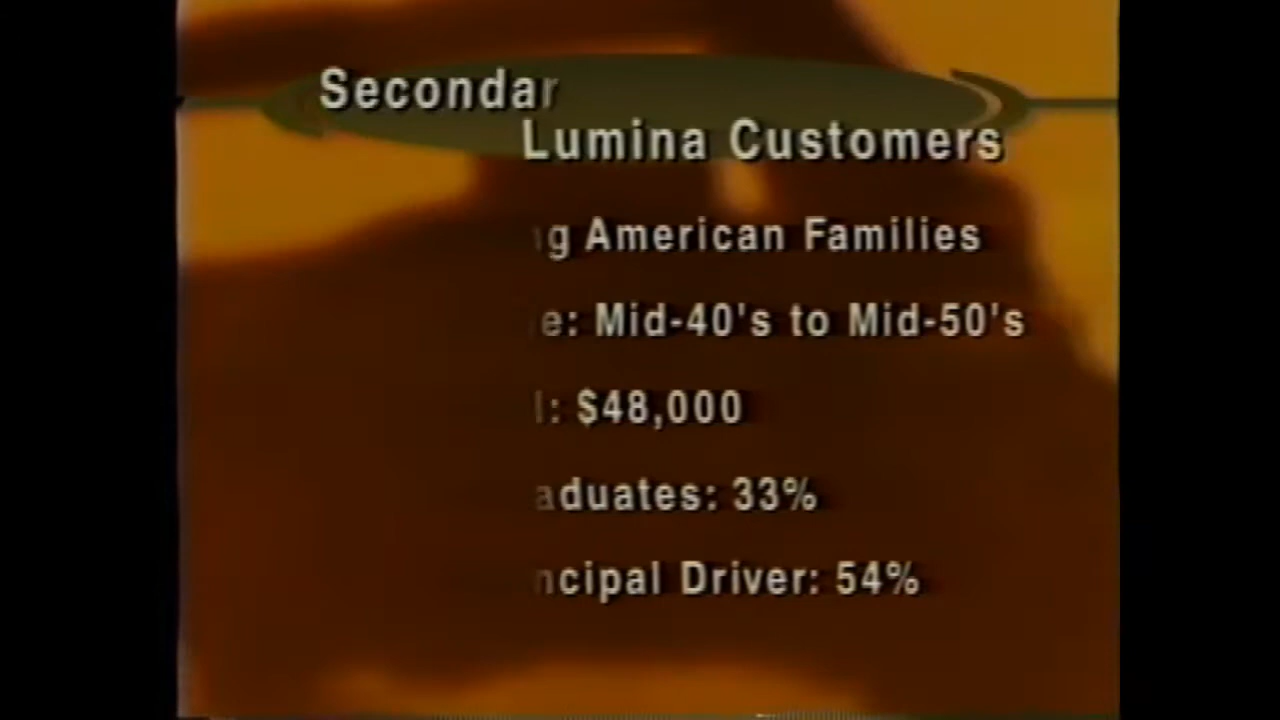 Secondar
Lumina Customers
g American Families
e: Mid-40's to Mid-50's
: $48,000
aduates: 33%
ncipal Driver: 54%